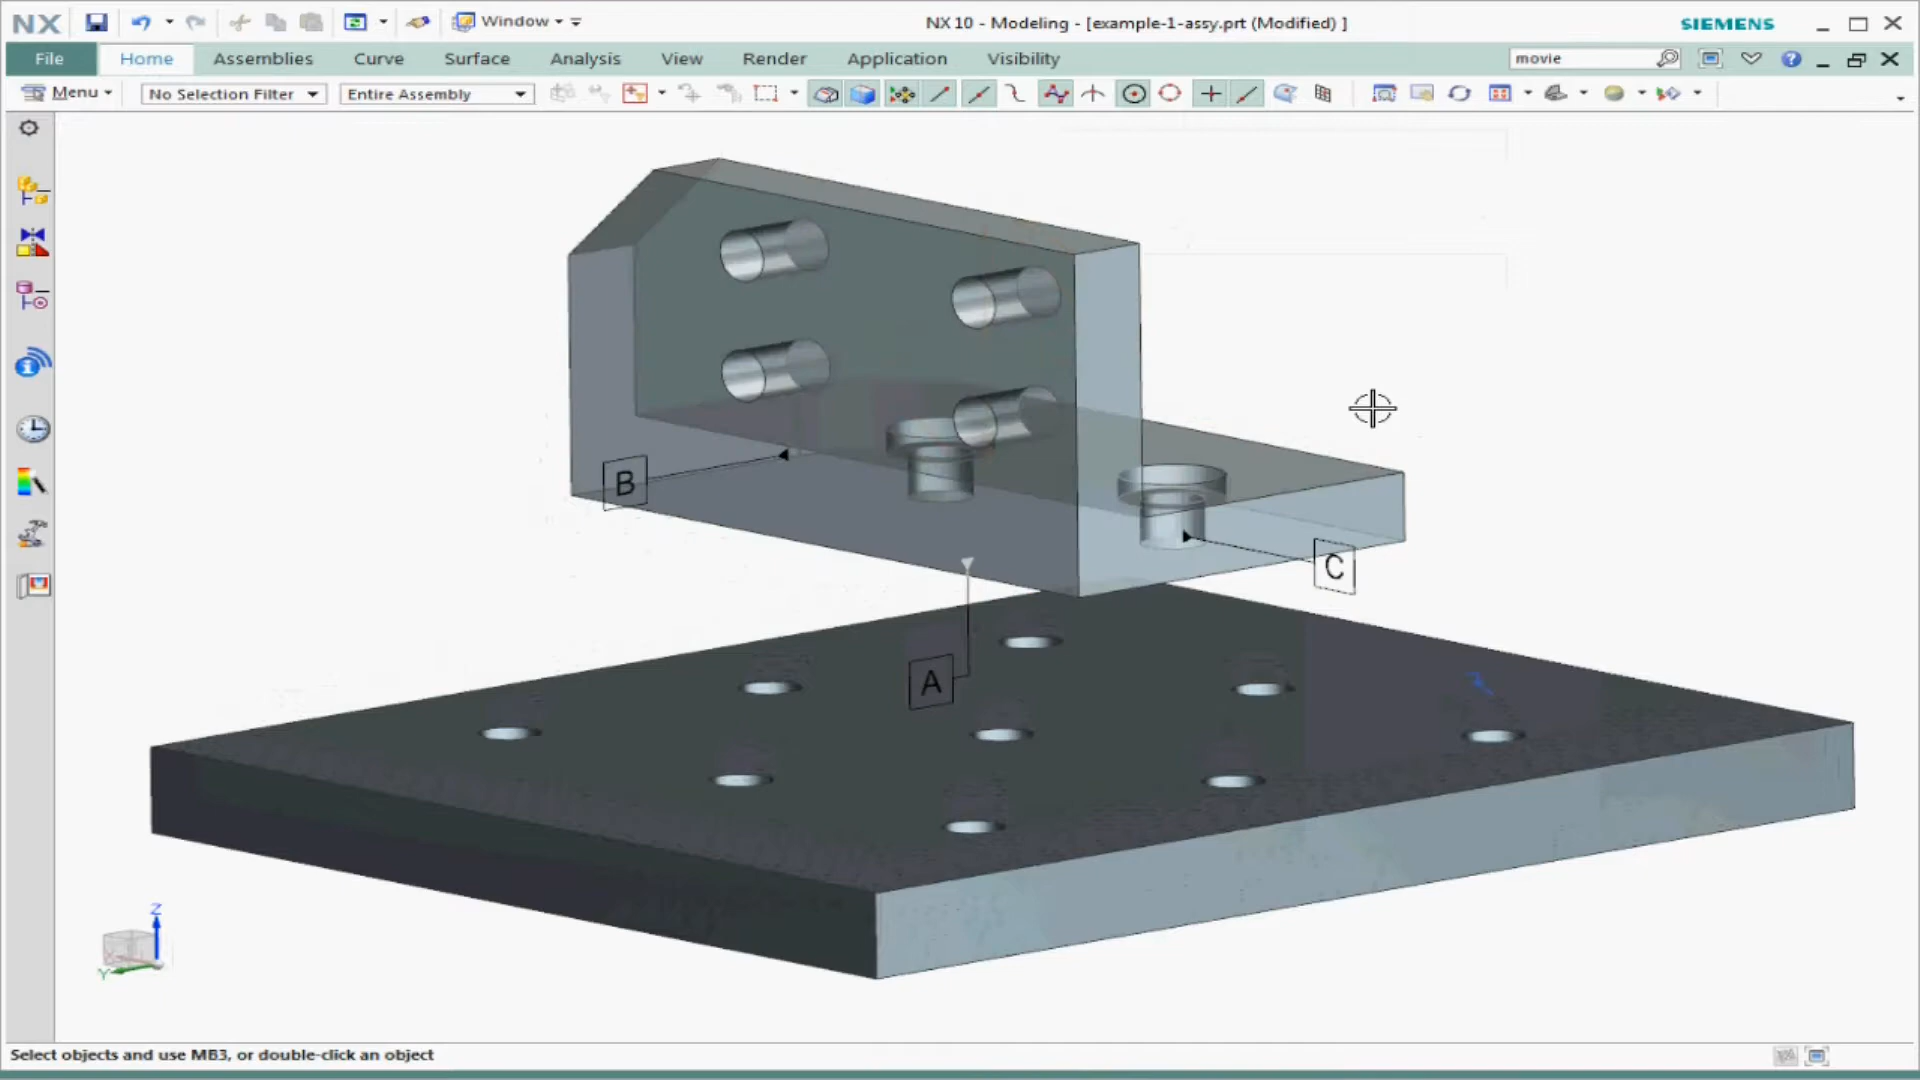 NX
Window
NX 10 - Modeling - [example-1-assy.prt (Modified) ]
SIEMENS
File
Home
Assemblies
Curve
Surface
Analysis
View
Render
Application
Visibility
movie
Menu
No Selection Filter
Entire Assembly
B
C
A
Z
Y
Select objects and use MB3, or double-click an object